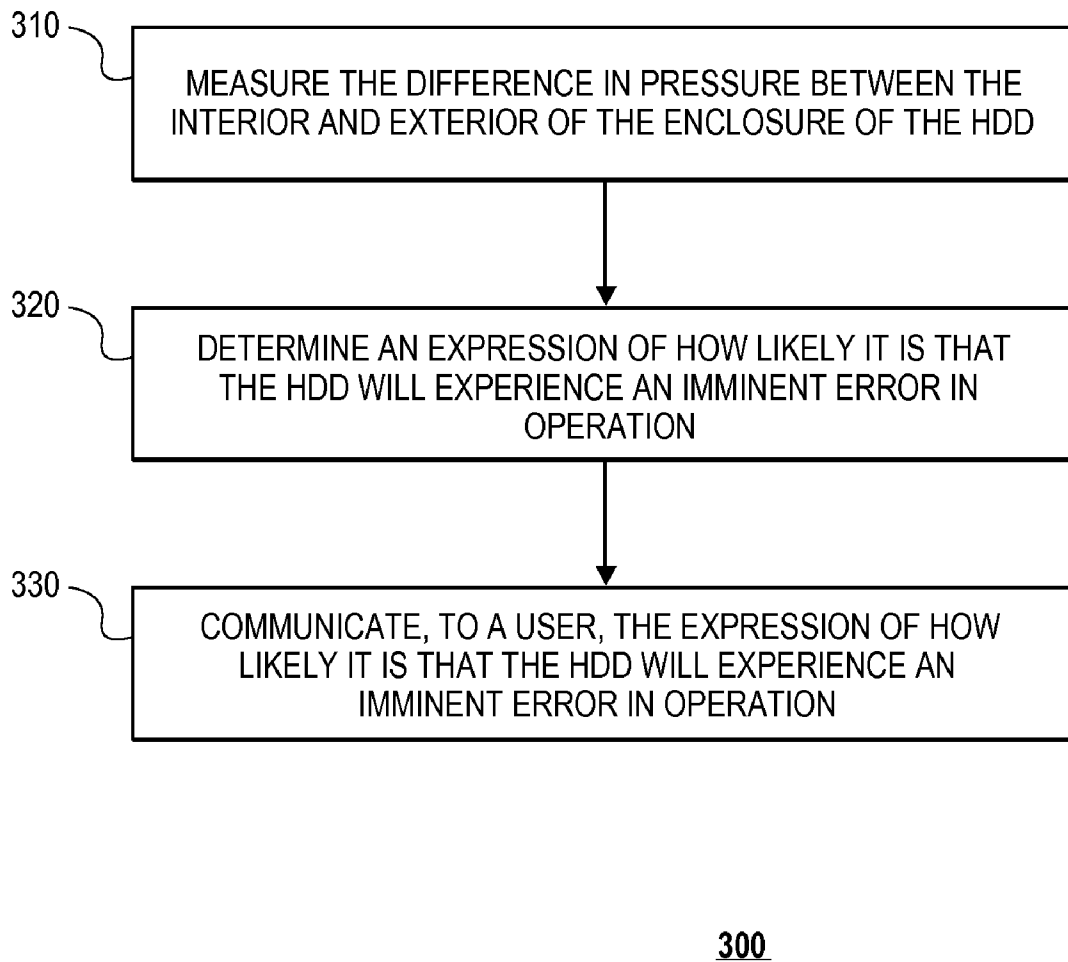 310
MEASURE THE DIFFERENCE IN PRESSURE BETWEEN THE
INTERIOR AND EXTERIOR OF THE ENCLOSURE OF THE HDD
320
DETERMINE AN EXPRESSION OF HOW LIKELY IT IS THAT
THE HDD WILL EXPERIENCE AN IMMINENT ERROR IN
OPERATION
330
COMMUNICATE, TO A USER, THE EXPRESSION OF HOW
LIKELY IT IS THAT THE HDD WILL EXPERIENCE AN
IMMINENT ERROR IN OPERATION
300